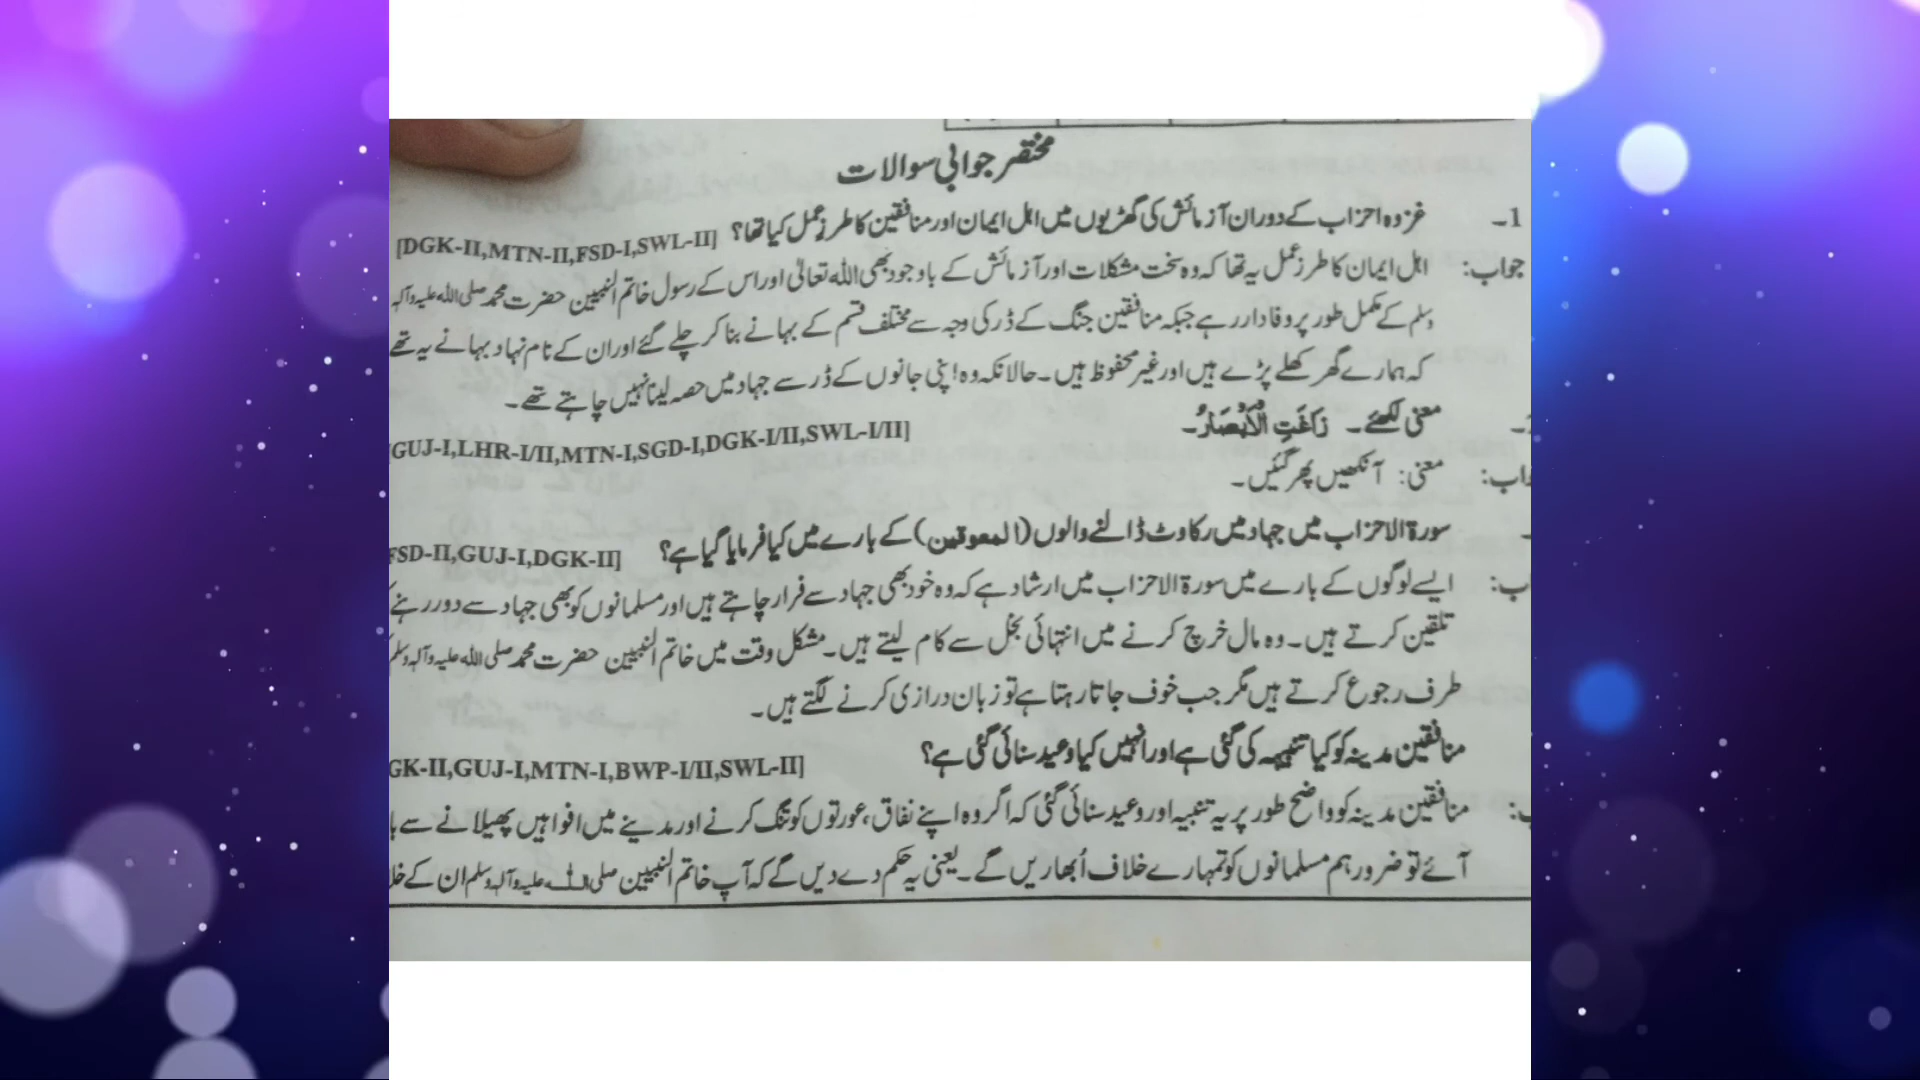 مختصر جوابی سوالات
1۔ غزوہ احزاب کے دوران آزمائش کی گھڑیوں میں اہل ایمان اور منافقین کا طرزِ عمل کیا تھا؟ [DGK-II,MTN-II,FSD-I,SWL-II]
جواب: اہل ایمان کا طرز عمل یہ تھا کہ وہ سخت مشکلات اور آزمائش کے باوجود بھی اللہ تعالیٰ اور اس کے رسول خاتم النبیین حضرت محمد صلی اللہ علیہ وآلہ
وسلم کے مکمل طور پر وفادار رہے جبکہ منافقین جنگ کے ڈر کی وجہ سے مختلف قسم کے بہانے بنا کر چلے گئے اور ان کے نام نہاد بہانے یہ تھے
کہ ہمارے گھر کھلے پڑے ہیں اور غیر محفوظ ہیں۔ حالانکہ وہ اپنی جانوں کے ڈر سے جہاد میں حصہ لینا نہیں چاہتے تھے۔
معنی لکھئے۔ زَاغَتِ الْاَبْصَارُ۔ GUJ-I,LHR-I/II,MTN-I,SGD-I,DGK-I/II,SWL-I/II]
معنی: آنکھیں پھر گئیں۔
سورۃ الاحزاب میں جہاد میں رکاوٹ ڈالنے والوں (المعوقین) کے بارے میں کیا فرمایا گیا ہے؟ FSD-II,GUJ-I,DGK-II]
ایسے لوگوں کے بارے میں سورۃ الاحزاب میں ارشاد ہے کہ وہ خود بھی جہاد سے فرار چاہتے ہیں اور مسلمانوں کو بھی جہاد سے دور رہنے
تلقین کرتے ہیں۔ وہ مال خرچ کرنے میں انتہائی بخل سے کام لیتے ہیں۔ مشکل وقت میں خاتم النبیین حضرت محمد صلی اللہ علیہ وآلہ وسلم
طرف رجوع کرتے ہیں مگر جب خوف جاتا رہتا ہے تو زبان درازی کرنے لگتے ہیں۔
منافقین مدینہ کو کیا تنبیہہ کی گئی ہے اور انہیں کیا وعید سنائی گئی ہے؟ GK-II,GUJ-I,MTN-I,BWP-I/II,SWL-II]
منافقین مدینہ کو واضح طور پر یہ تنبیہ اور وعید سنائی گئی کہ اگر وہ اپنے نفاق، عورتوں کو تنگ کرنے اور مدینے میں افواہیں پھیلانے سے
آئے تو ضرور ہم مسلمانوں کو تمہارے خلاف اُبھاریں گے۔ یعنی یہ حکم دے دیں گے کہ آپ خاتم النبیین صلی اللہ علیہ وآلہ وسلم ان کے